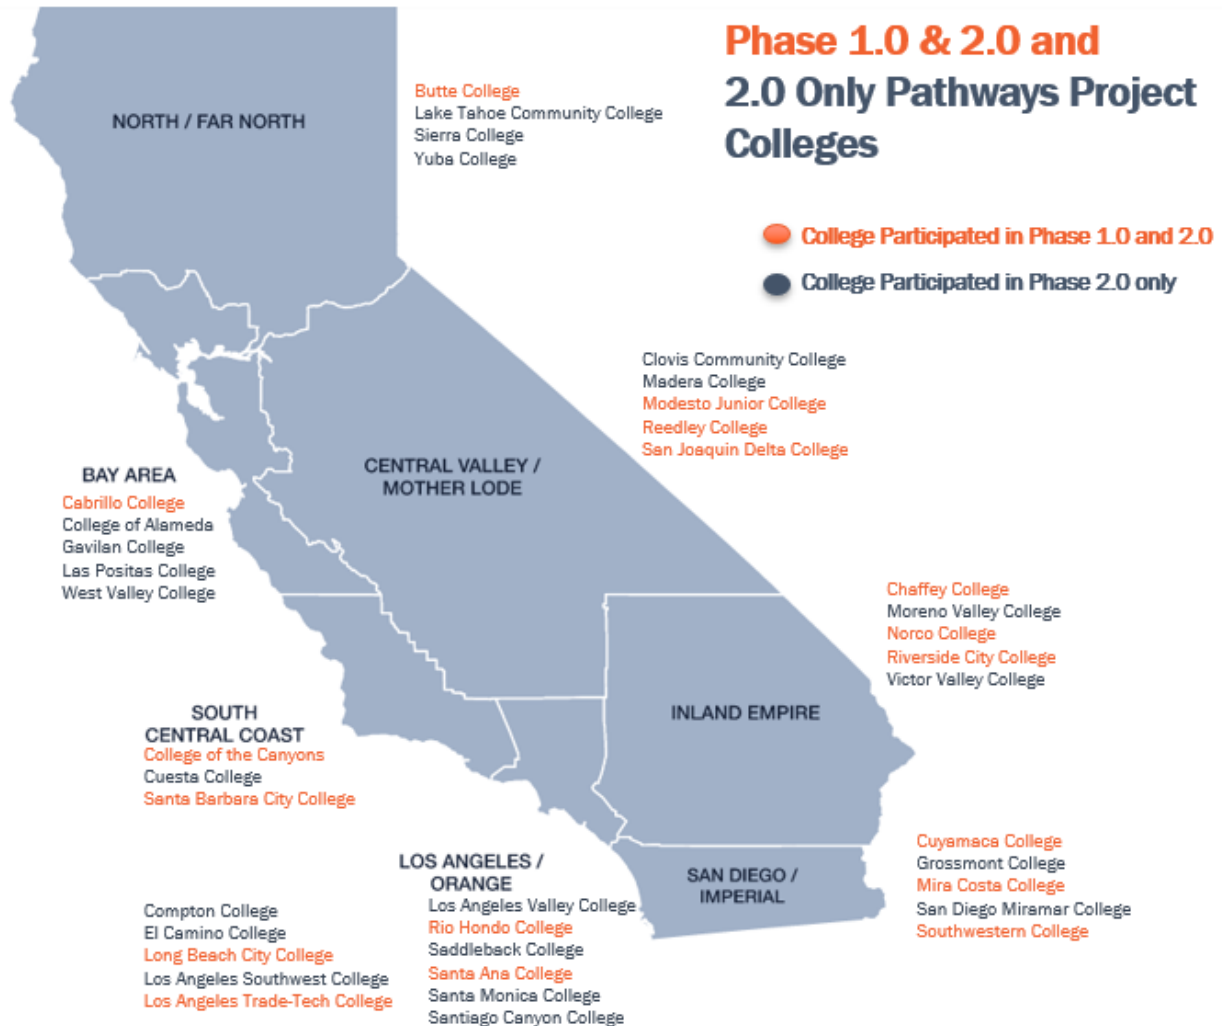 Phase 1.0 & 2.0 and
2.0 Only Pathways Project
Colleges
College Participated in Phase 1.0 and 2.0
College Participated in Phase 2.0 only
NORTH / FAR NORTH
Butte College
Lake Tahoe Community College
Sierra College
Yuba College
CENTRAL VALLEY /
MOTHER LODE
Clovis Community College
Madera College
Modesto Junior College
Reedley College
San Joaquin Delta College
BAY AREA
Cabrillo College
College of Alameda
Gavilan College
Las Positas College
West Valley College
INLAND EMPIRE
Chaffey College
Moreno Valley College
Norco College
Riverside City College
Victor Valley College
SOUTH
CENTRAL COAST
College of the Canyons
Cuesta College
Santa Barbara City College
LOS ANGELES /
ORANGE
Compton College
El Camino College
Long Beach City College
Los Angeles Southwest College
Los Angeles Trade-Tech College
Los Angeles Valley College
Rio Hondo College
Saddleback College
Santa Ana College
Santa Monica College
Santiago Canyon College
SAN DIEGO /
IMPERIAL
Cuyamaca College
Grossmont College
Mira Costa College
San Diego Miramar College
Southwestern College